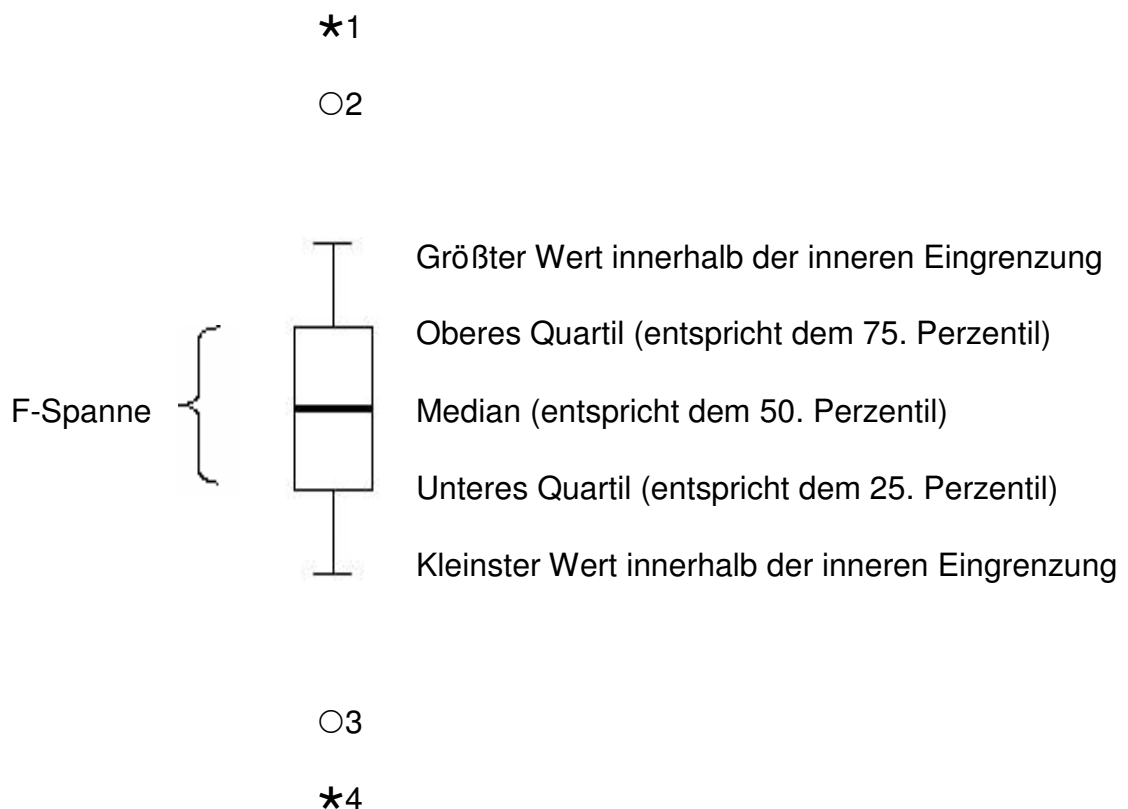 ★1
○2
Größter Wert innerhalb der inneren Eingrenzung
Oberes Quartil (entspricht dem 75. Perzentil)
F-Spanne
Median (entspricht dem 50. Perzentil)
Unteres Quartil (entspricht dem 25. Perzentil)
Kleinster Wert innerhalb der inneren Eingrenzung
○3
★4